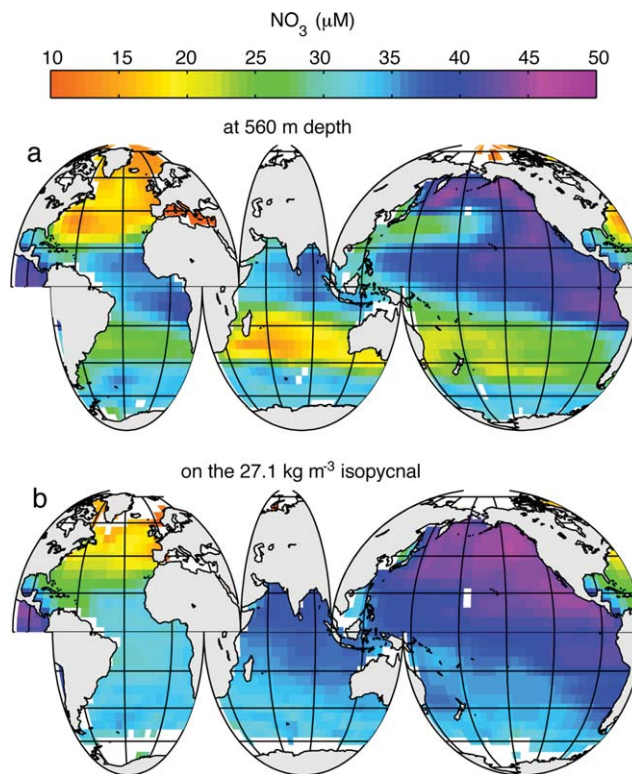 NO3 (μM)
10 15 20 25 30 35 40 45 50
at 560 m depth
a
on the 27.1 kg m-3 isopycnal
b